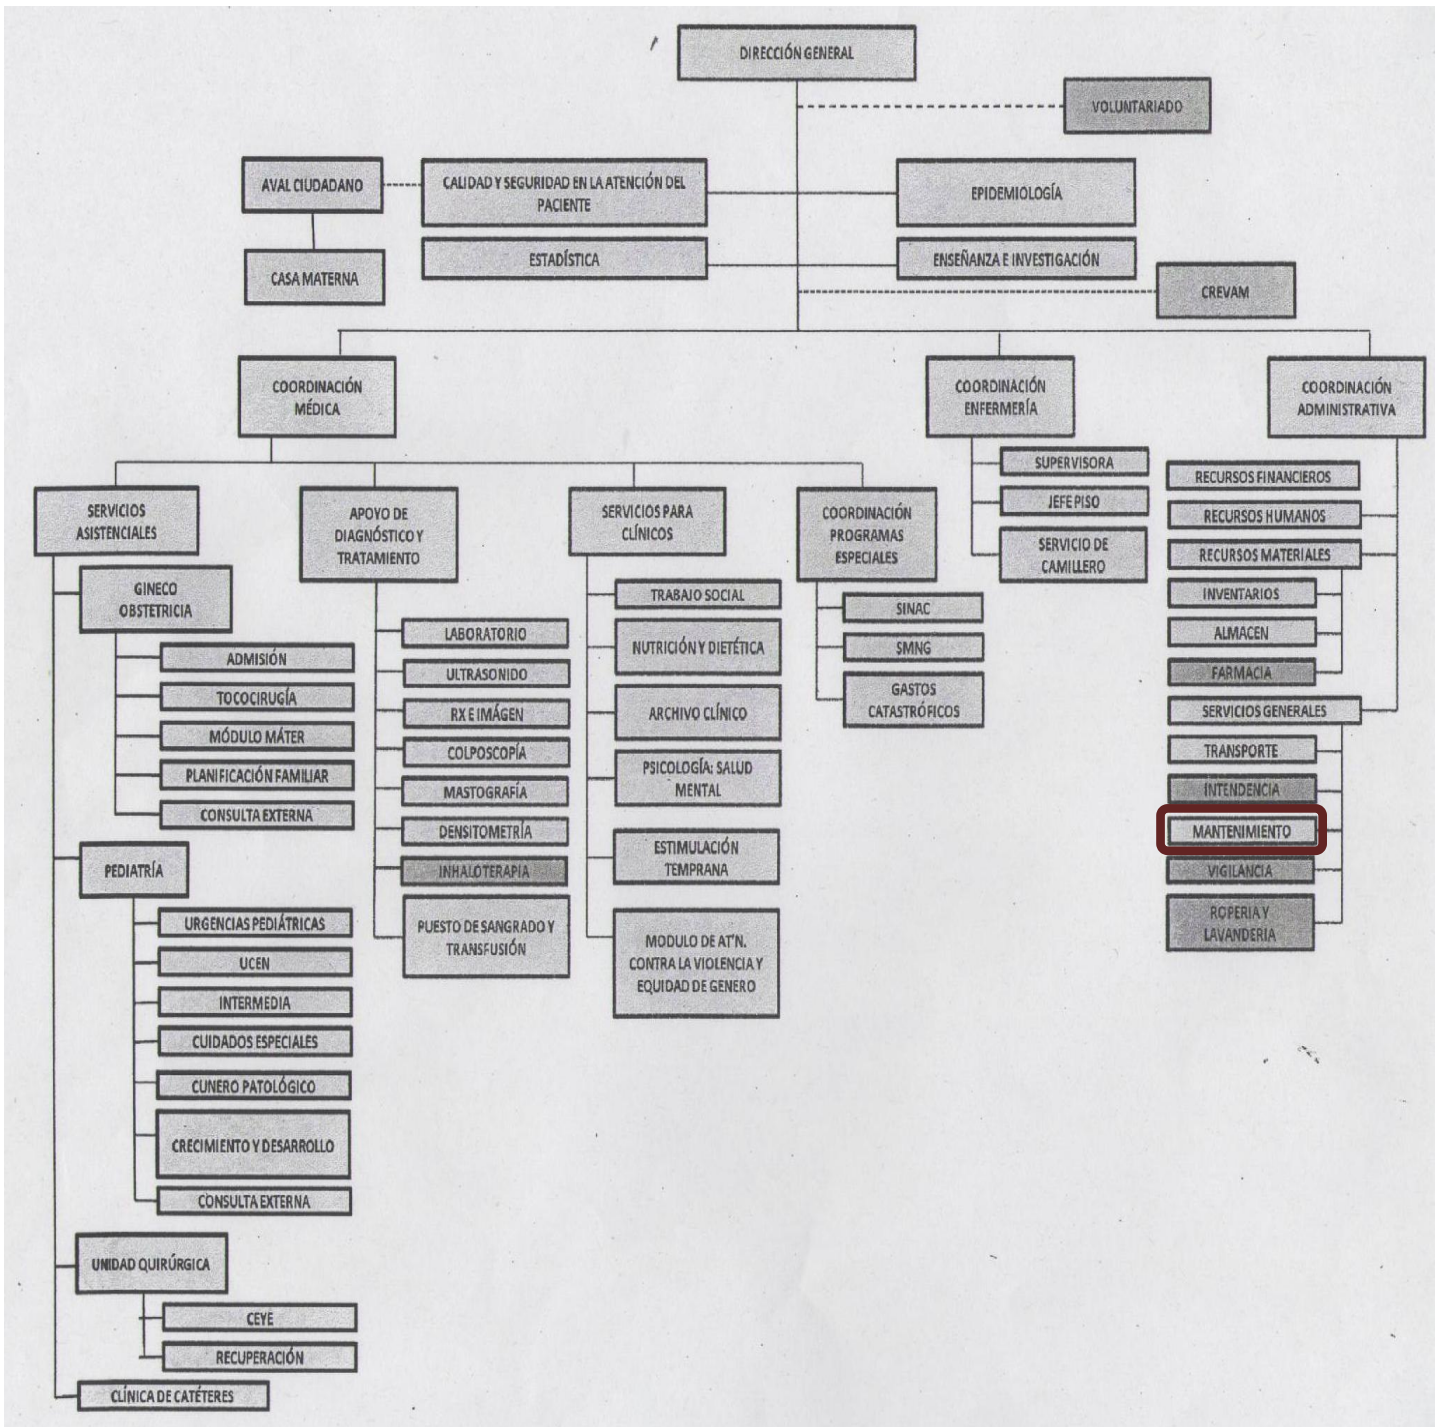 DIRECCIÓN GENERAL
VOLUNTARIADO
AVAL CIUDADANO
CALIDAD Y SEGURIDAD EN LA ATENCIÓN DEL
PACIENTE
EPIDEMIOLOGÍA
CASA MATERNA
ESTADÍSTICA
ENSEÑANZA E INVESTIGACIÓN
CREVAM
COORDINACIÓN
MÉDICA
COORDINACIÓN
ENFERMERÍA
COORDINACIÓN
ADMINISTRATIVA
SERVICIOS
ASISTENCIALES
GINECO
OBSTETRICIA
ADMISIÓN
TOCOCIRUGÍA
MÓDULO MÁTER
PLANIFICACIÓN FAMILIAR
CONSULTA EXTERNA
PEDIATRÍA
URGENCIAS PEDIÁTRICAS
UCEN
INTERMEDIA
CUIDADOS ESPECIALES
CUNERO PATOLÓGICO
CRECIMIENTO Y DESARROLLO
CONSULTA EXTERNA
UNIDAD QUIRÚRGICA
CEYE
RECUPERACIÓN
CLÍNICA DE CATÉTERES
APOYO DE
DIAGNÓSTICO Y
TRATAMIENTO
LABORATORIO
ULTRASONIDO
RX E IMÁGEN
COLPOSCOPÍA
MASTOGRAFÍA
DENSITOMETRÍA
INHALOTERAPIA
PUESTO DE SANGRADO Y
TRANSFUSIÓN
SERVICIOS PARA
CLÍNICOS
TRABAJO SOCIAL
NUTRICIÓN Y DIETÉTICA
ARCHIVO CLÍNICO
PSICOLOGÍA: SALUD
MENTAL
ESTIMULACIÓN
TEMPRANA
MODULO DE AT'N.
CONTRA LA VIOLENCIA Y
EQUIDAD DE GENERO
COORDINACIÓN
PROGRAMAS
ESPECIALES
SINAC
SMNG
GASTOS
CATASTRÓFICOS
SUPERVISORA
JEFE PISO
SERVICIO DE
CAMILLERO
RECURSOS FINANCIEROS
RECURSOS HUMANOS
RECURSOS MATERIALES
INVENTARIOS
ALMACEN
FARMACIA
SERVICIOS GENERALES
TRANSPORTE
INTENDENCIA
MANTENIMIENTO
VIGILANCIA
ROPERIA Y
LAVANDERIA